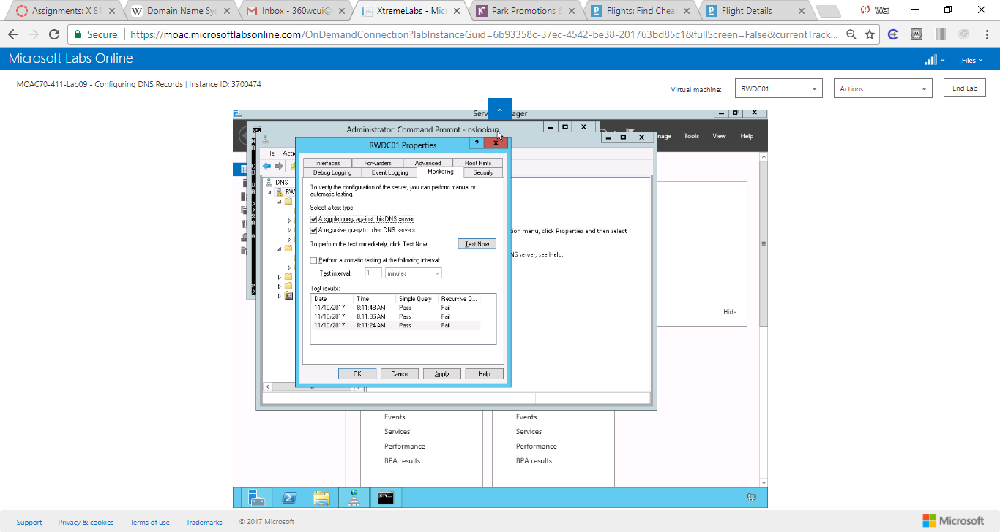 Assignments: X 81
Domain Name Sys
Inbox - 360wcui@
XtremeLabs - Micr
Park Promotions &
Flights: Find Cheap
Flight Details
Wei
Secure
https://moac.microsoftlabsonline.com/OnDemandConnection?labInstanceGuid=6b93358c-37ec-4542-be38-201763bd85c1&fullScreen=False&currentTrack...
Microsoft Labs Online
Files
MOAC70-411-Lab09 - Configuring DNS Records | Instance ID: 3700474
Virtual machine:
RWDC01
Actions
End Lab
Administrator: Command Prompt - nslookup
nage
Tools
View
Help
RWDC01 Properties
File
Interfaces
Forwarders
Advanced
Root Hints
Debug Logging
Event Logging
Monitoring
Security
DNS
RW
To verify the configuration of the server, you can perform manual or
automatic testing.
Select a test type:
A simple query against this DNS server
A recursive query to other DNS servers
To perform the test immediately, click Test Now.
Test Now
ion menu, click Properties and then select
NS server, see Help.
Perform automatic testing at the following interval:
Test interval:
1
minutes
Test results:
Date
Time
Simple Query
Recursive Q...
11/10/2017
8:11:48 AM
Pass
Fail
11/10/2017
8:11:36 AM
Pass
Fail
11/10/2017
8:11:24 AM
Pass
Fail
Hide
OK
Cancel
Apply
Help
Events
Services
Performance
BPA results
Events
Services
Performance
BPA results
Support
Privacy & cookies
Terms of use
Trademarks
© 2017 Microsoft
Microsoft